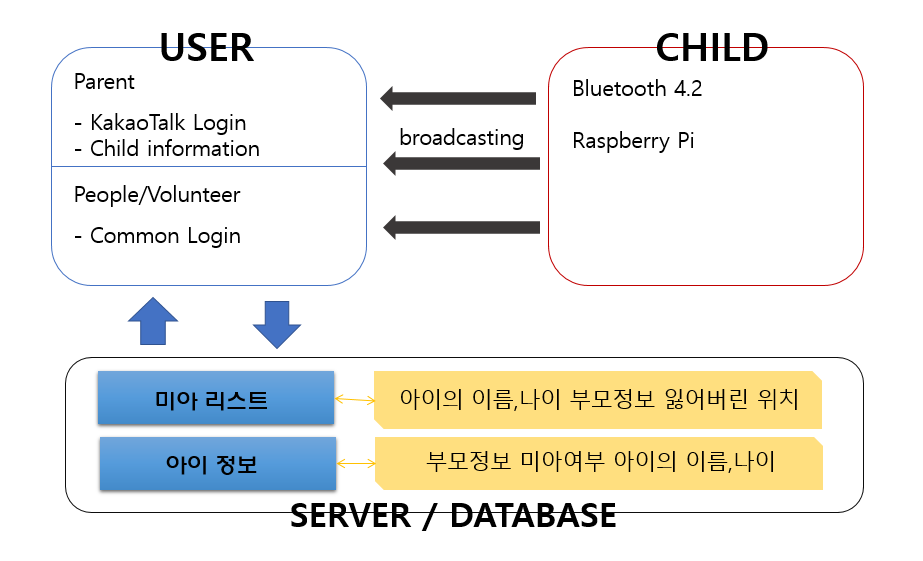 USER
Parent
- KakaoTalk Login
- Child information
People/Volunteer
- Common Login
broadcasting
CHILD
Bluetooth 4.2
Raspberry Pi
미아 리스트
아이의 이름,나이 부모정보 잃어버린 위치
아이 정보
부모정보 미아여부 아이의 이름,나이
SERVER / DATABASE